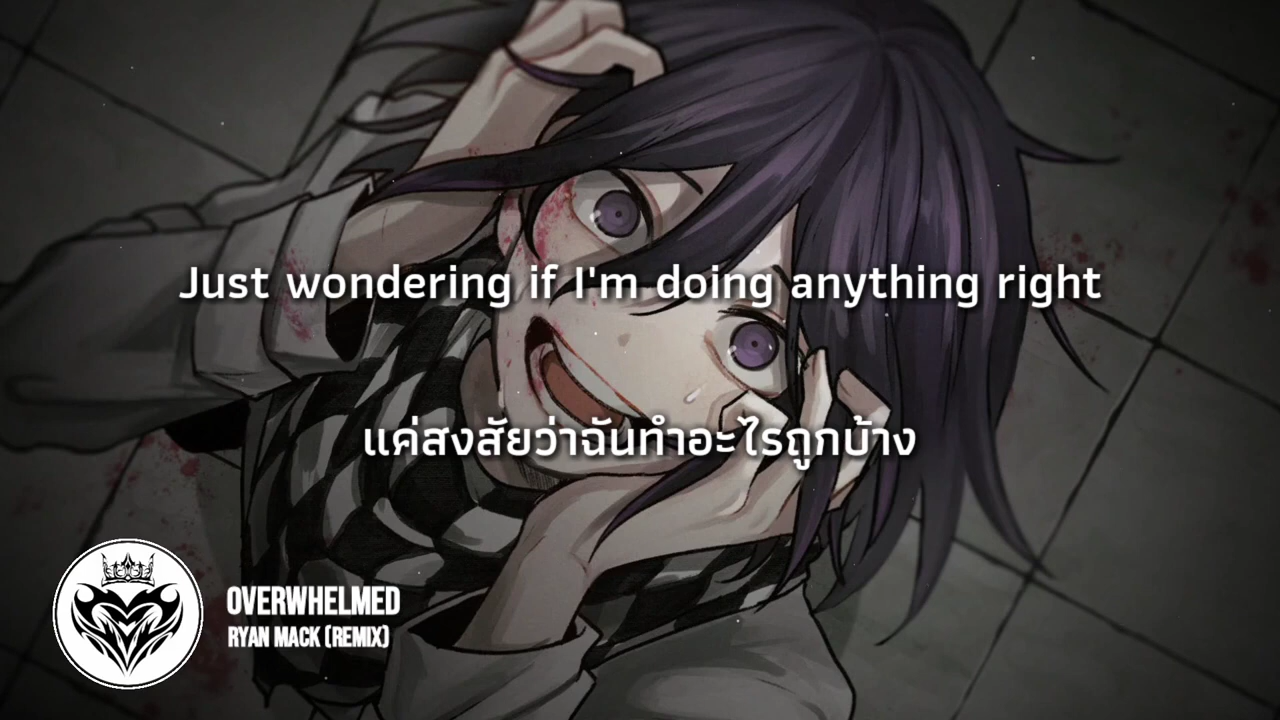 Just wondering if I'm doing anything right
แค่สงสัยว่าฉันทำอะไรถูกบ้าง
OVERWHELMED
RYAN MACK (REMIX)